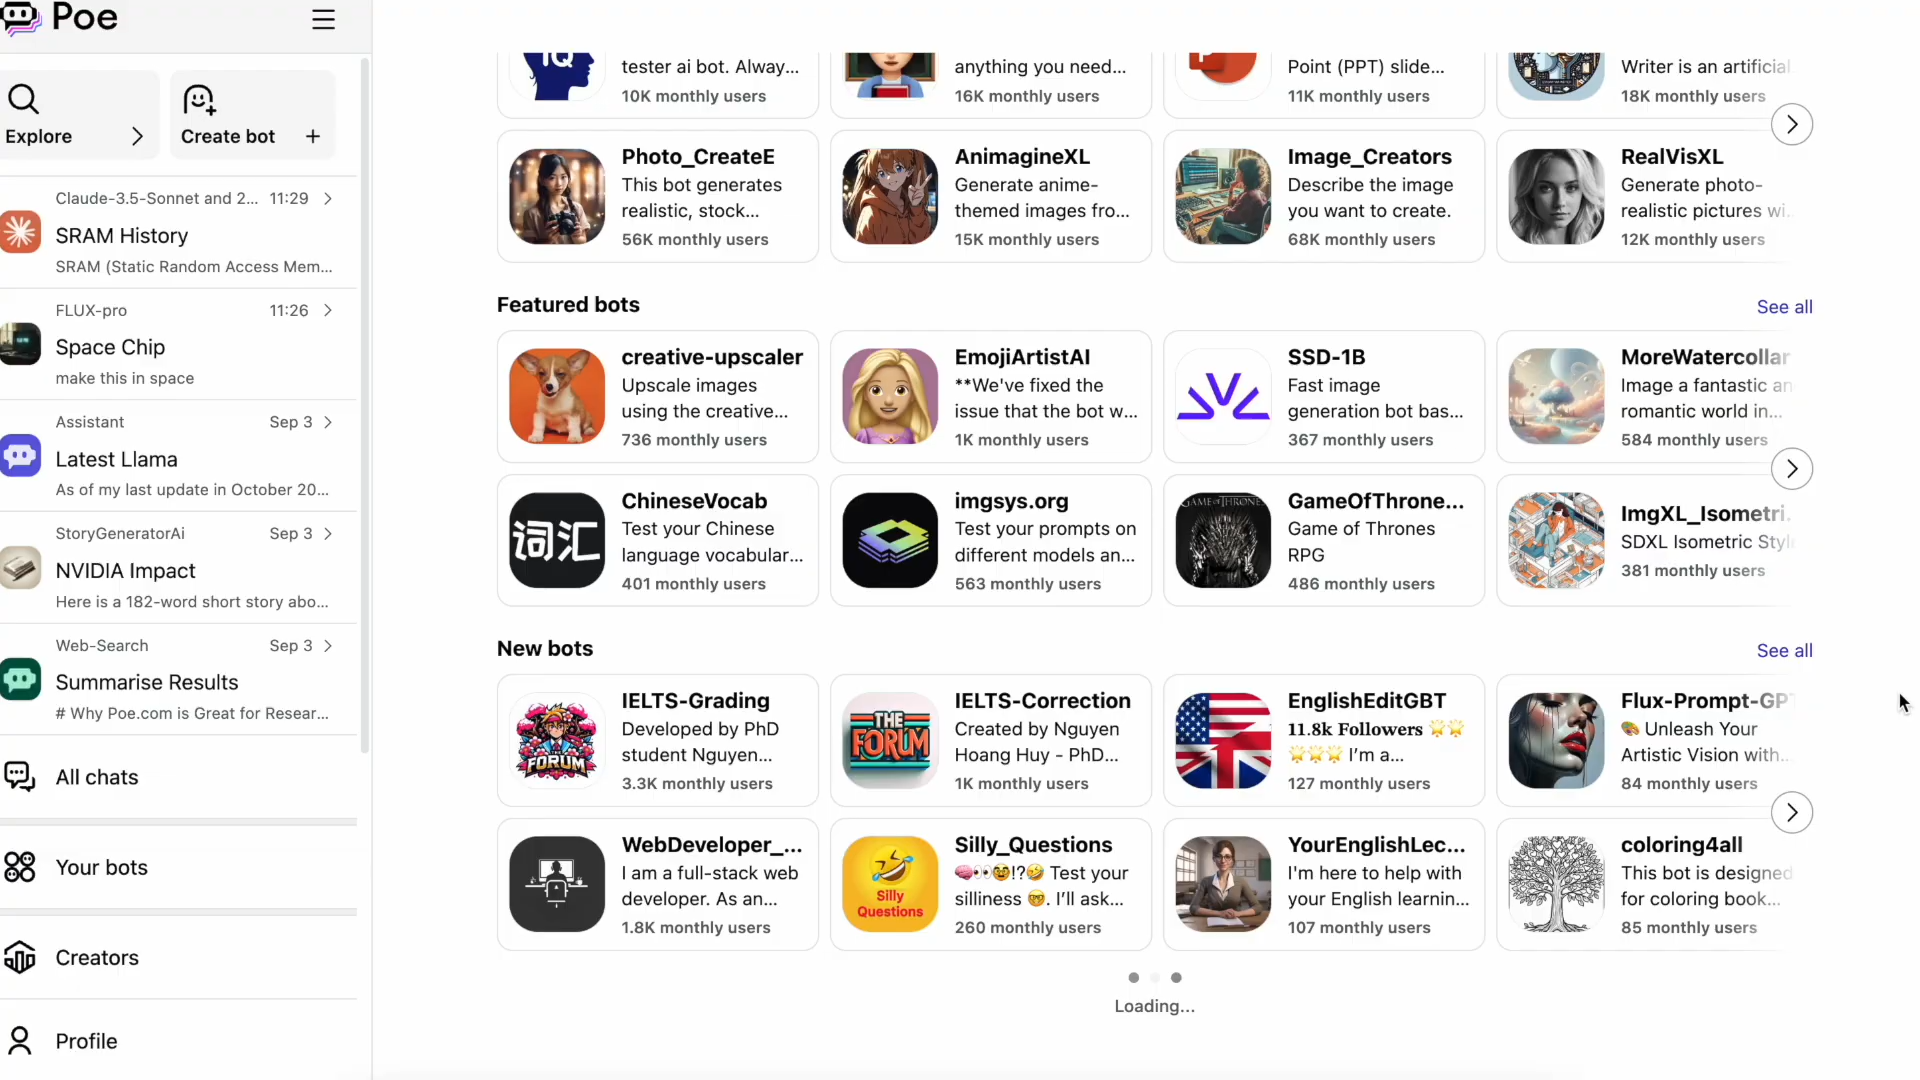 Poe
Explore
Create bot
Claude-3.5-Sonnet and 2... 11:29
SRAM History
SRAM (Static Random Access Mem...
FLUX-pro 11:26
Space Chip
make this in space
Assistant Sep 3
Latest Llama
As of my last update in October 20...
StoryGeneratorAi Sep 3
NVIDIA Impact
Here is a 182-word short story abo...
Web-Search Sep 3
Summarise Results
# Why Poe.com is Great for Resear...
All chats
Your bots
Creators
Profile
IQ
tester ai bot. Alway...
10K monthly users
anything you need...
16K monthly users
Point (PPT) slide...
11K monthly users
Writer is an artificial
18K monthly users
Photo_CreateE
This bot generates
realistic, stock...
56K monthly users
AnimagineXL
Generate anime-
themed images fro...
15K monthly users
Image_Creators
Describe the image
you want to create.
68K monthly users
RealVisXL
Generate photo-
realistic pictures wi...
12K monthly users
Featured bots
See all
creative-upscaler
Upscale images
using the creative...
736 monthly users
EmojiArtistAI
**We've fixed the
issue that the bot w...
1K monthly users
SSD-1B
Fast image
generation bot bas...
367 monthly users
MoreWatercollar
Image a fantastic an
romantic world in...
584 monthly users
词汇
ChineseVocab
Test your Chinese
language vocabular...
401 monthly users
imgsys.org
Test your prompts on
different models an...
563 monthly users
GAME OF THRONES
GameOfThrone...
Game of Thrones
RPG
486 monthly users
ImgXL_Isometri...
SDXL Isometric Styl
381 monthly users
New bots
See all
FORUM
IELTS-Grading
Developed by PhD
student Nguyen...
3.3K monthly users
THE
FORUM
IELTS-Correction
Created by Nguyen
Hoang Huy - PhD...
1K monthly users
EnglishEditGBT
11.8k Followers 🌟🌟
🌟🌟🌟 I'm a...
127 monthly users
Flux-Prompt-GPT
🎨 Unleash Your
Artistic Vision with...
84 monthly users
WebDeveloper_...
I am a full-stack web
developer. As an...
1.8K monthly users
Silly
Questions
Silly_Questions
🧠👀🥸!?🤣 Test your
silliness 🤓. I'll ask...
260 monthly users
YourEnglishLec...
I'm here to help with
your English learnin...
107 monthly users
coloring4all
This bot is designed
for coloring book...
85 monthly users
Loading...